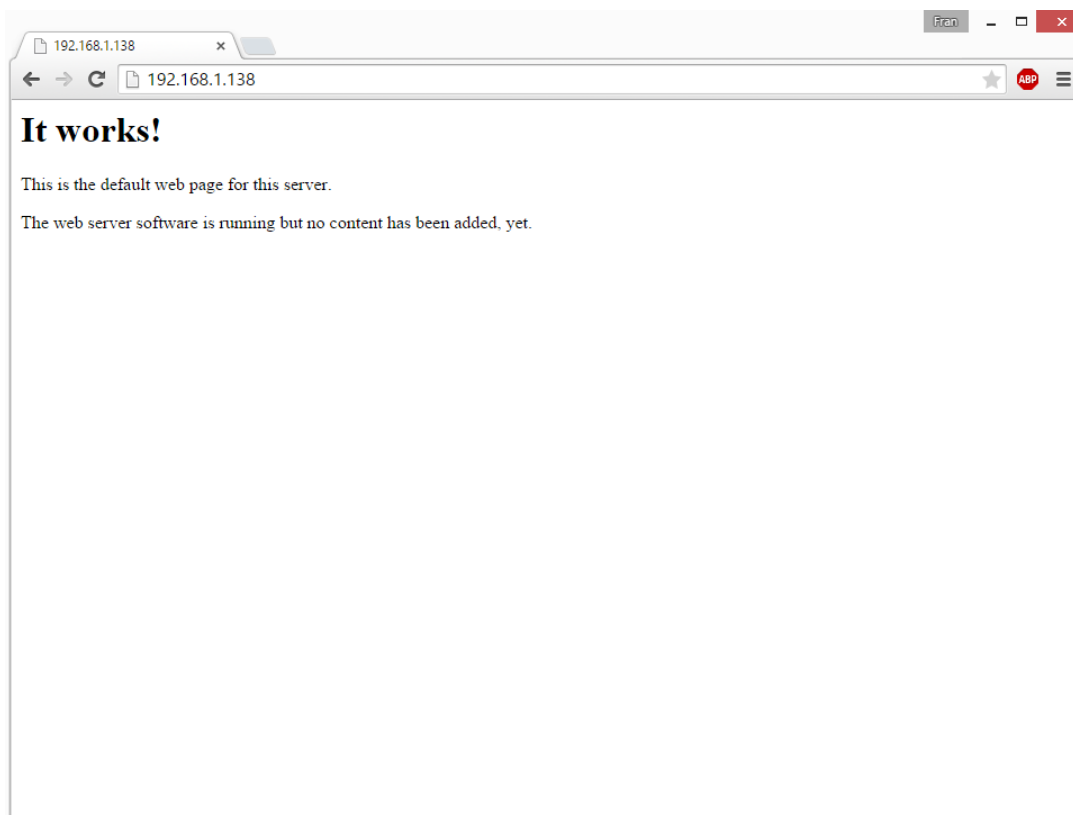 Fran
192.168.1.138
192.168.1.138
ABP
It works!
This is the default web page for this server.
The web server software is running but no content has been added, yet.